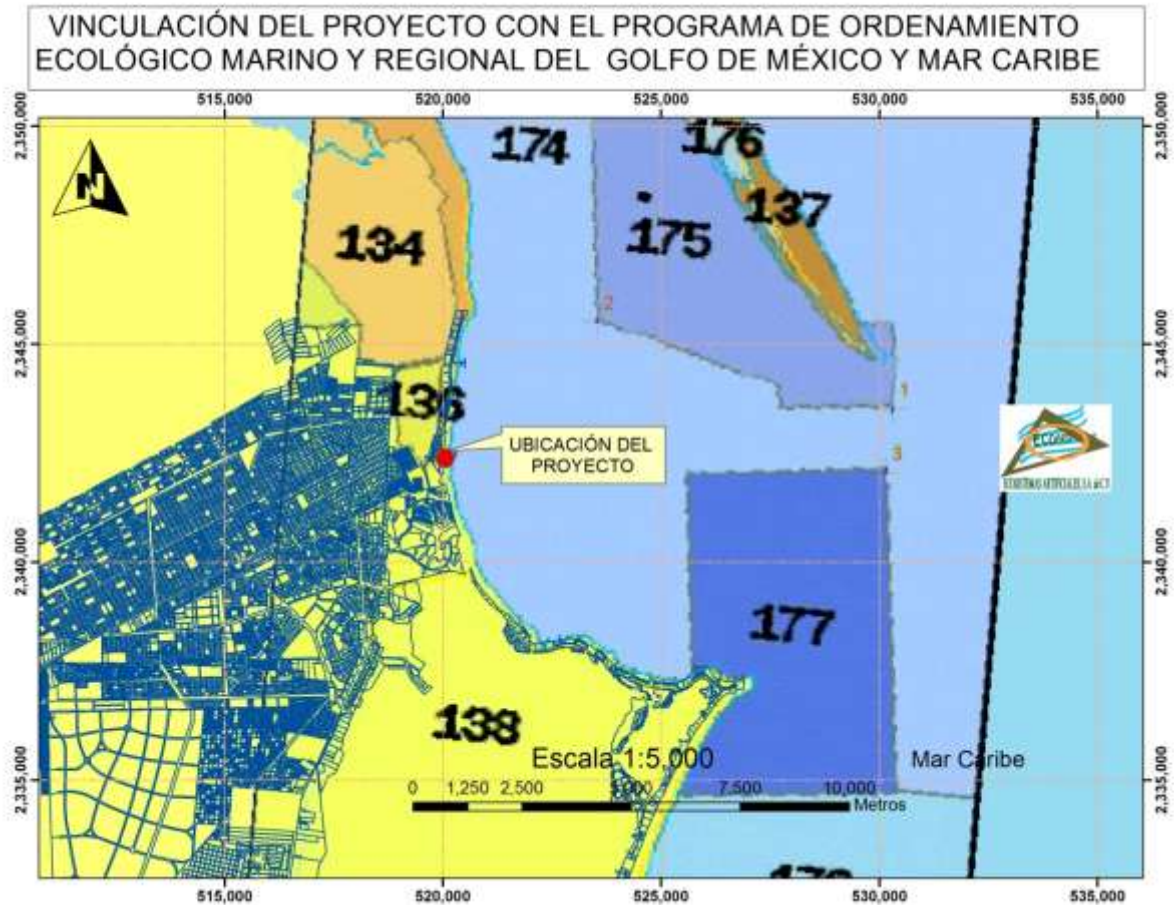 VINCULACIÓN DEL PROYECTO CON EL PROGRAMA DE ORDENAMIENTO
ECOLÓGICO MARINO Y REGIONAL DEL GOLFO DE MÉXICO Y MAR CARIBE
515,000 520,000 525,000 530,000 535,000
2,350,000 2,350,000
N
174
176
137
134
175
2
2,345,000 2,345,000
136
1
UBICACIÓN DEL
PROYECTO
3
2,340,000 2,340,000
177
138
Escala 1:5.000
Mar Caribe
2,335,000 2,335,000
0 1,250 2,500 5,000 7,500 10,000
Metros
515,000 520,000 525,000 530,000 535,000